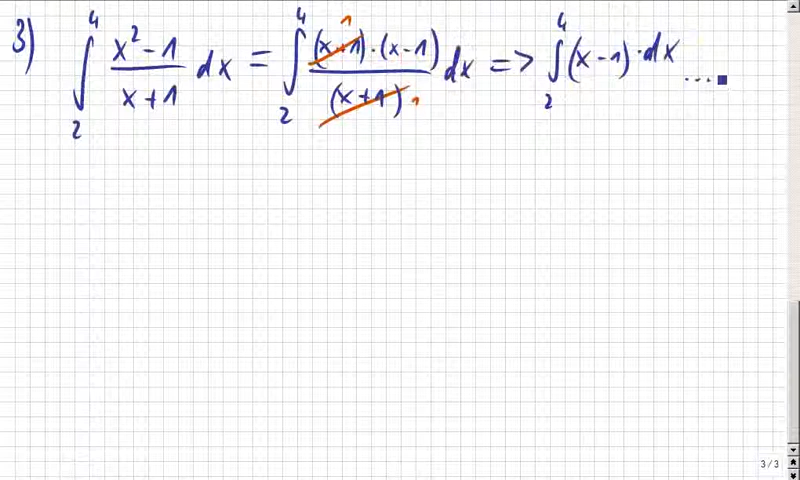 3) ∫₂⁴ (x² - 1)/(x + 1) dx = ∫₂⁴ ((x + 1) · (x - 1))/(x + 1) dx => ∫₂⁴ (x - 1) · dx ...
1
1
3/3